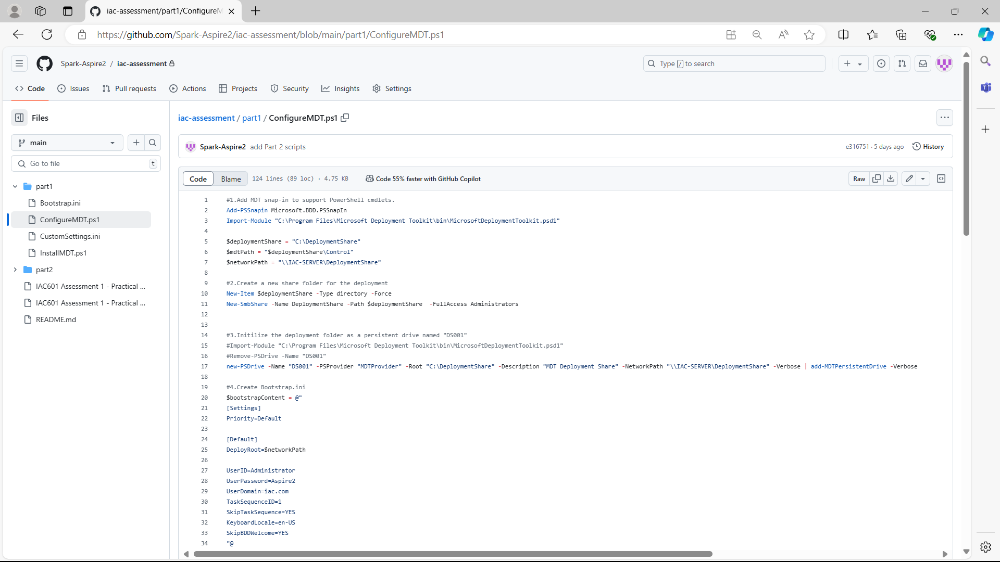 iac-assessment/part1/ConfigureM
https://github.com/Spark-Aspire2/iac-assessment/blob/main/part1/ConfigureMDT.ps1
Spark-Aspire2 / iac-assessment
Type / to search
Code
Issues
Pull requests
Actions
Projects
Security
Insights
Settings
Files
main
Go to file
t
part1
Bootstrap.ini
ConfigureMDT.ps1
CustomSettings.ini
InstallMDT.ps1
part2
IAC601 Assessment 1 - Practical ...
IAC601 Assessment 1 - Practical ...
README.md
iac-assessment / part1 / ConfigureMDT.ps1
Spark-Aspire2 add Part 2 scripts
e316751 · 5 days ago
History
Code
Blame
124 lines (89 loc) · 4.75 KB
Code 55% faster with GitHub Copilot
Raw
1 #1.Add MDT snap-in to support PowerShell cmdlets.
2 Add-PSSnapin Microsoft.BDD.PSSnapIn
3 Import-Module "C:\Program Files\Microsoft Deployment Toolkit\bin\MicrosoftDeploymentToolkit.psd1"
4
5 $deploymentShare = "C:\DeploymentShare"
6 $mdtPath = "$deploymentShare\Control"
7 $networkPath = "\\IAC-SERVER\DeploymentShare"
8
9 #2.Create a new share folder for the deployment
10 New-Item $deploymentShare -Type directory -Force
11 New-SmbShare -Name DeploymentShare -Path $deploymentShare  -FullAccess Administrators
12
13
14 #3.Initilize the deployment folder as a persistent drive named "DS001"
15 #Import-Module "C:\Program Files\Microsoft Deployment Toolkit\bin\MicrosoftDeploymentToolkit.psd1"
16 #Remove-PSDrive -Name "DS001"
17 new-PSDrive -Name "DS001" -PSProvider "MDTProvider" -Root "C:\DeploymentShare" -Description "MDT Deployment Share" -NetworkPath "\\IAC-SERVER\DeploymentShare" -Verbose | add-MDTPersistentDrive -Verbose
18
19 #4.Create Bootstrap.ini
20 $bootstrapContent = @"
21 [Settings]
22 Priority=Default
23
24 [Default]
25 DeployRoot=$networkPath
26
27 UserID=Administrator
28 UserPassword=Aspire2
29 UserDomain=iac.com
30 TaskSequenceID=1
31 SkipTaskSequence=YES
32 KeyboardLocale=en-US
33 SkipBDDWelcome=YES
34 "@